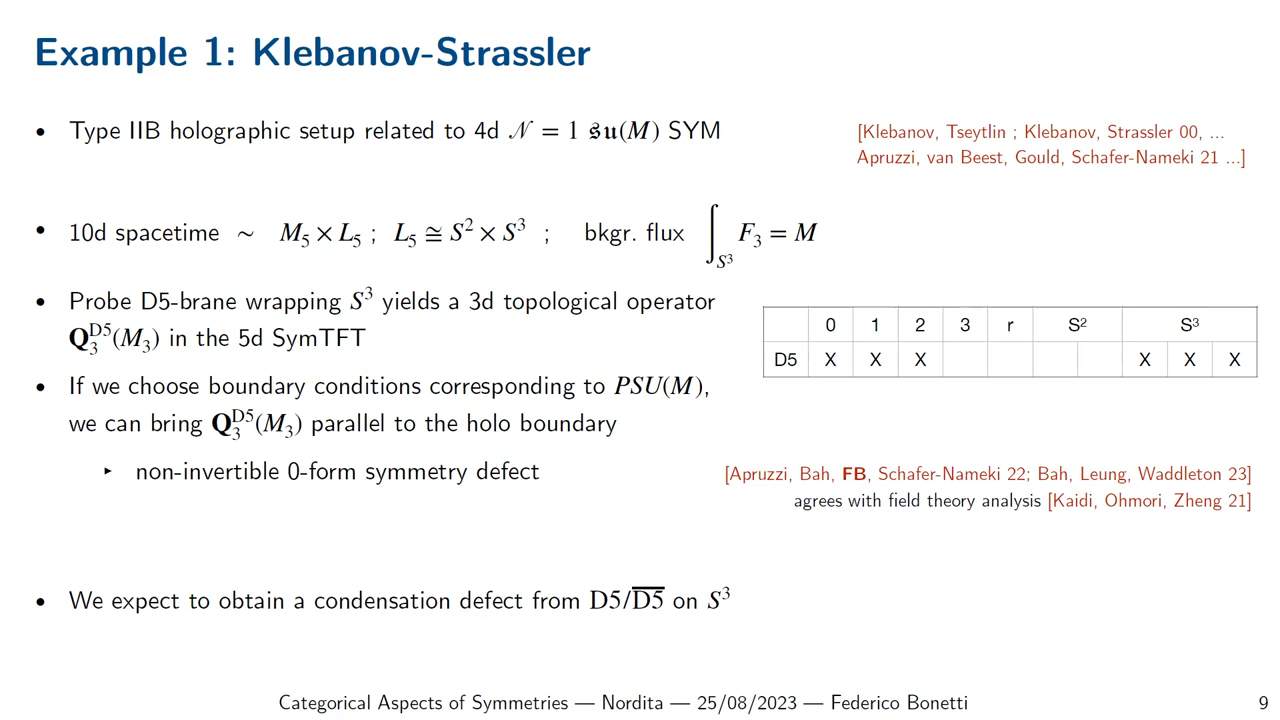 Example 1: Klebanov-Strassler
• Type IIB holographic setup related to 4d 𝒩 = 1 𝔰𝔲(M) SYM
[Klebanov, Tseytlin ; Klebanov, Strassler 00, ...
Apruzzi, van Beest, Gould, Schafer-Nameki 21 ...]
• 10d spacetime ∼ M₅ × L₅ ; L₅ ≅ S² × S³ ; bkgr. flux ∫_{S³} F₃ = M
• Probe D5-brane wrapping S³ yields a 3d topological operator
Q₃^{D5}(M₃) in the 5d SymTFT
0 1 2 3 r S² S³
D5 X X X X X X
• If we choose boundary conditions corresponding to PSU(M),
we can bring Q₃^{D5}(M₃) parallel to the holo boundary
‣ non-invertible 0-form symmetry defect
[Apruzzi, Bah, FB, Schafer-Nameki 22; Bah, Leung, Waddleton 23]
agrees with field theory analysis [Kaidi, Ohmori, Zheng 21]
• We expect to obtain a condensation defect from D5/D̅5̅ on S³
Categorical Aspects of Symmetries — Nordita — 25/08/2023 — Federico Bonetti
9